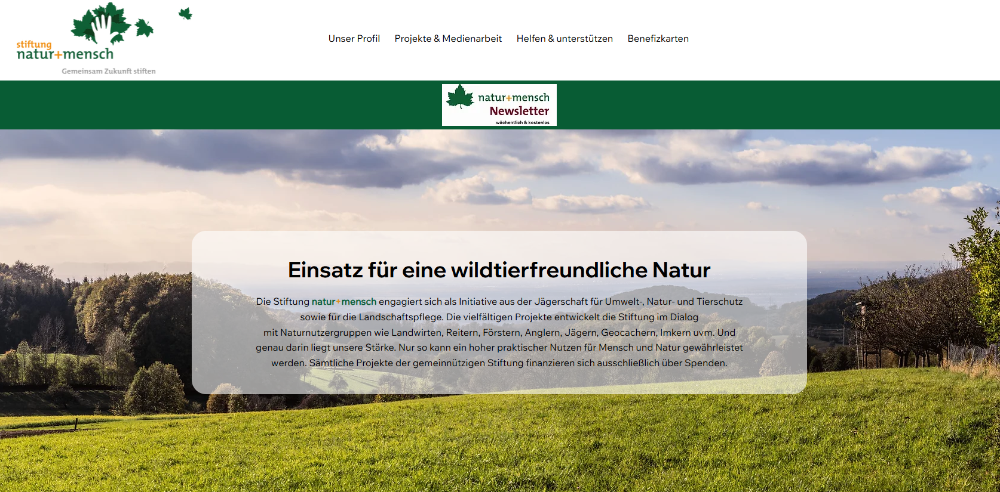 stiftung
natur+mensch
Gemeinsam Zukunft stiften
Unser Profil Projekte & Medienarbeit Helfen & unterstützen Benefizkarten
natur+mensch
Newsletter
wöchentlich & kostenlos
Einsatz für eine wildtierfreundliche Natur
Die Stiftung natur+mensch engagiert sich als Initiative aus der Jägerschaft für Umwelt-, Natur- und Tierschutz
sowie für die Landschaftspflege. Die vielfältigen Projekte entwickelt die Stiftung im Dialog
mit Naturnutzergruppen wie Landwirten, Reitern, Förstern, Anglern, Jägern, Geocachern, Imkern uvm. Und
genau darin liegt unsere Stärke. Nur so kann ein hoher praktischer Nutzen für Mensch und Natur gewährleistet
werden. Sämtliche Projekte der gemeinnützigen Stiftung finanzieren sich ausschließlich über Spenden.